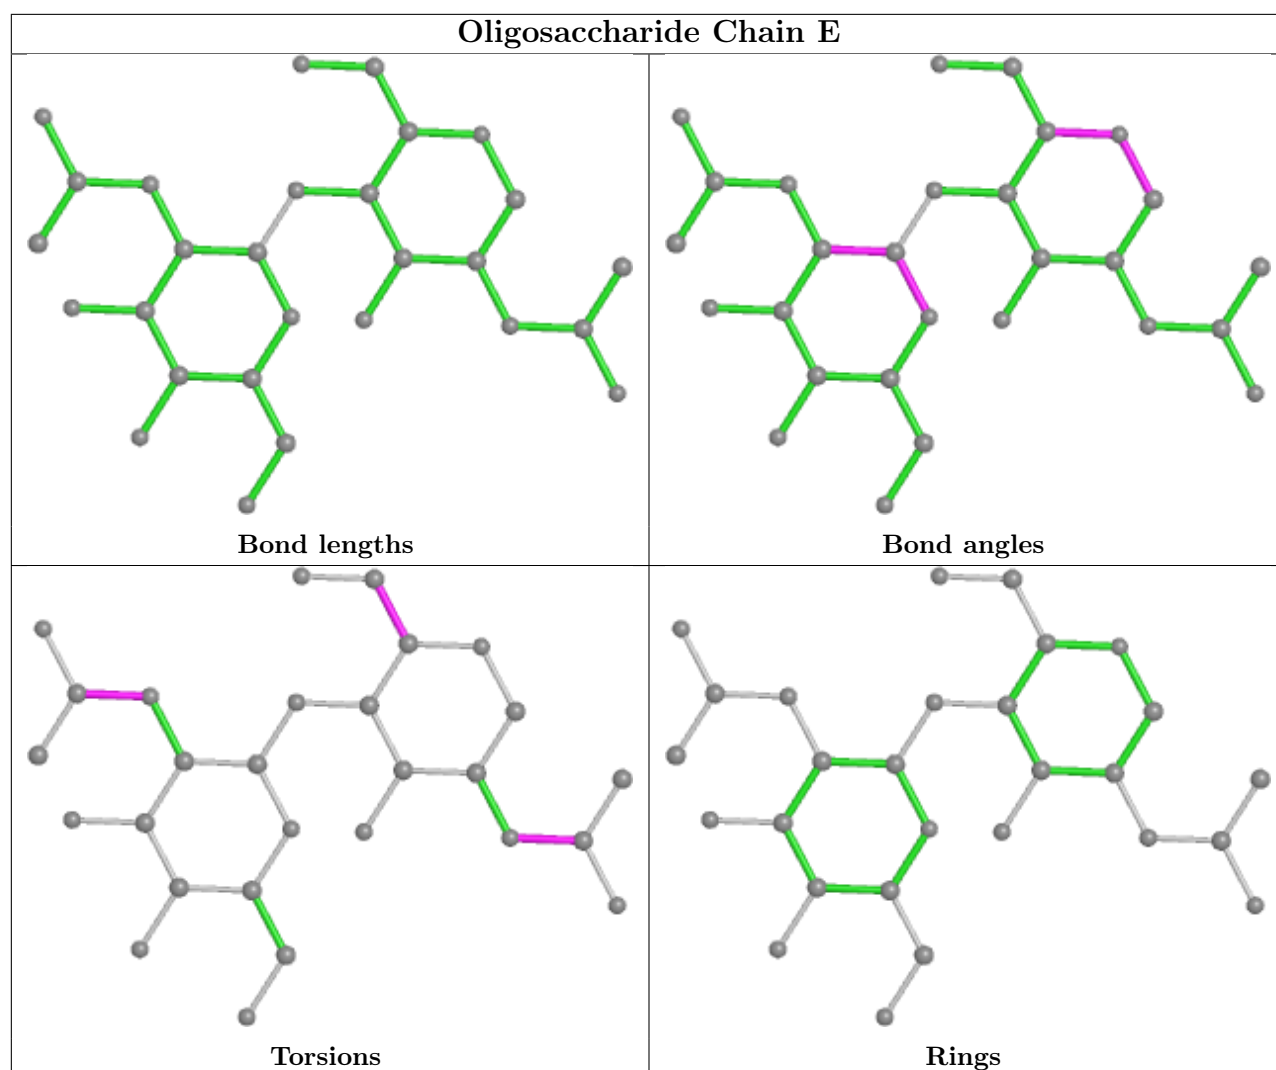 Oligosaccharide Chain E
Bond lengths
Bond angles
Torsions
Rings